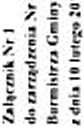 Załącznik Nr 1
do zarządzenia Nr
Burmistrza Gminy
z dnia 10 lutego 20